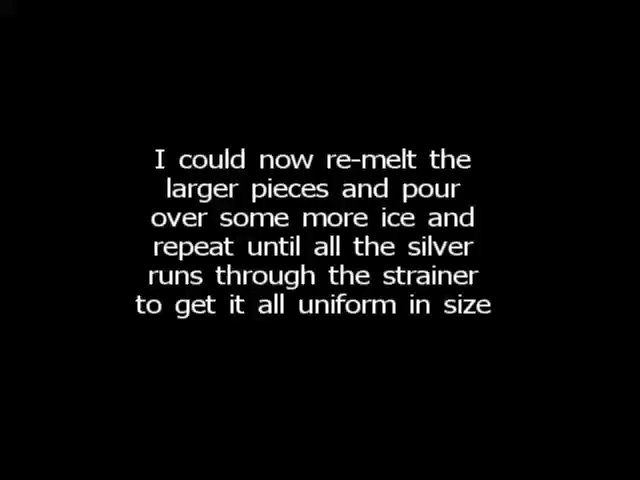 I could now re-melt the
larger pieces and pour
over some more ice and
repeat until all the silver
runs through the strainer
to get it all uniform in size